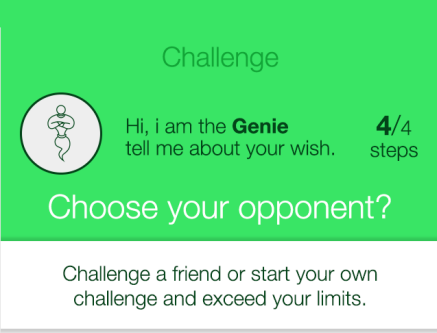 Challenge
Hi, i am the Genie
tell me about your wish.
4/4
steps
Choose your opponent?
Challenge a friend or start your own
challenge and exceed your limits.